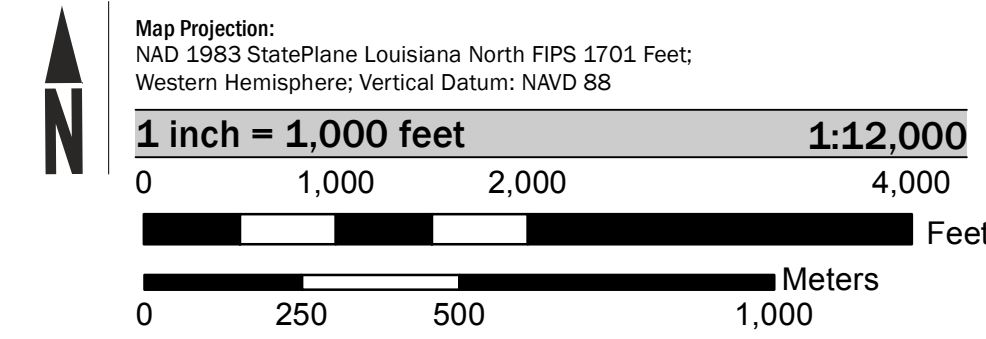 N
Map Projection:
NAD 1983 StatePlane Louisiana North FIPS 1701 Feet;
Western Hemisphere; Vertical Datum: NAVD 88
1 inch = 1,000 feet 1:12,000
0 1,000 2,000 4,000
Feet
Meters
0 250 500 1,000